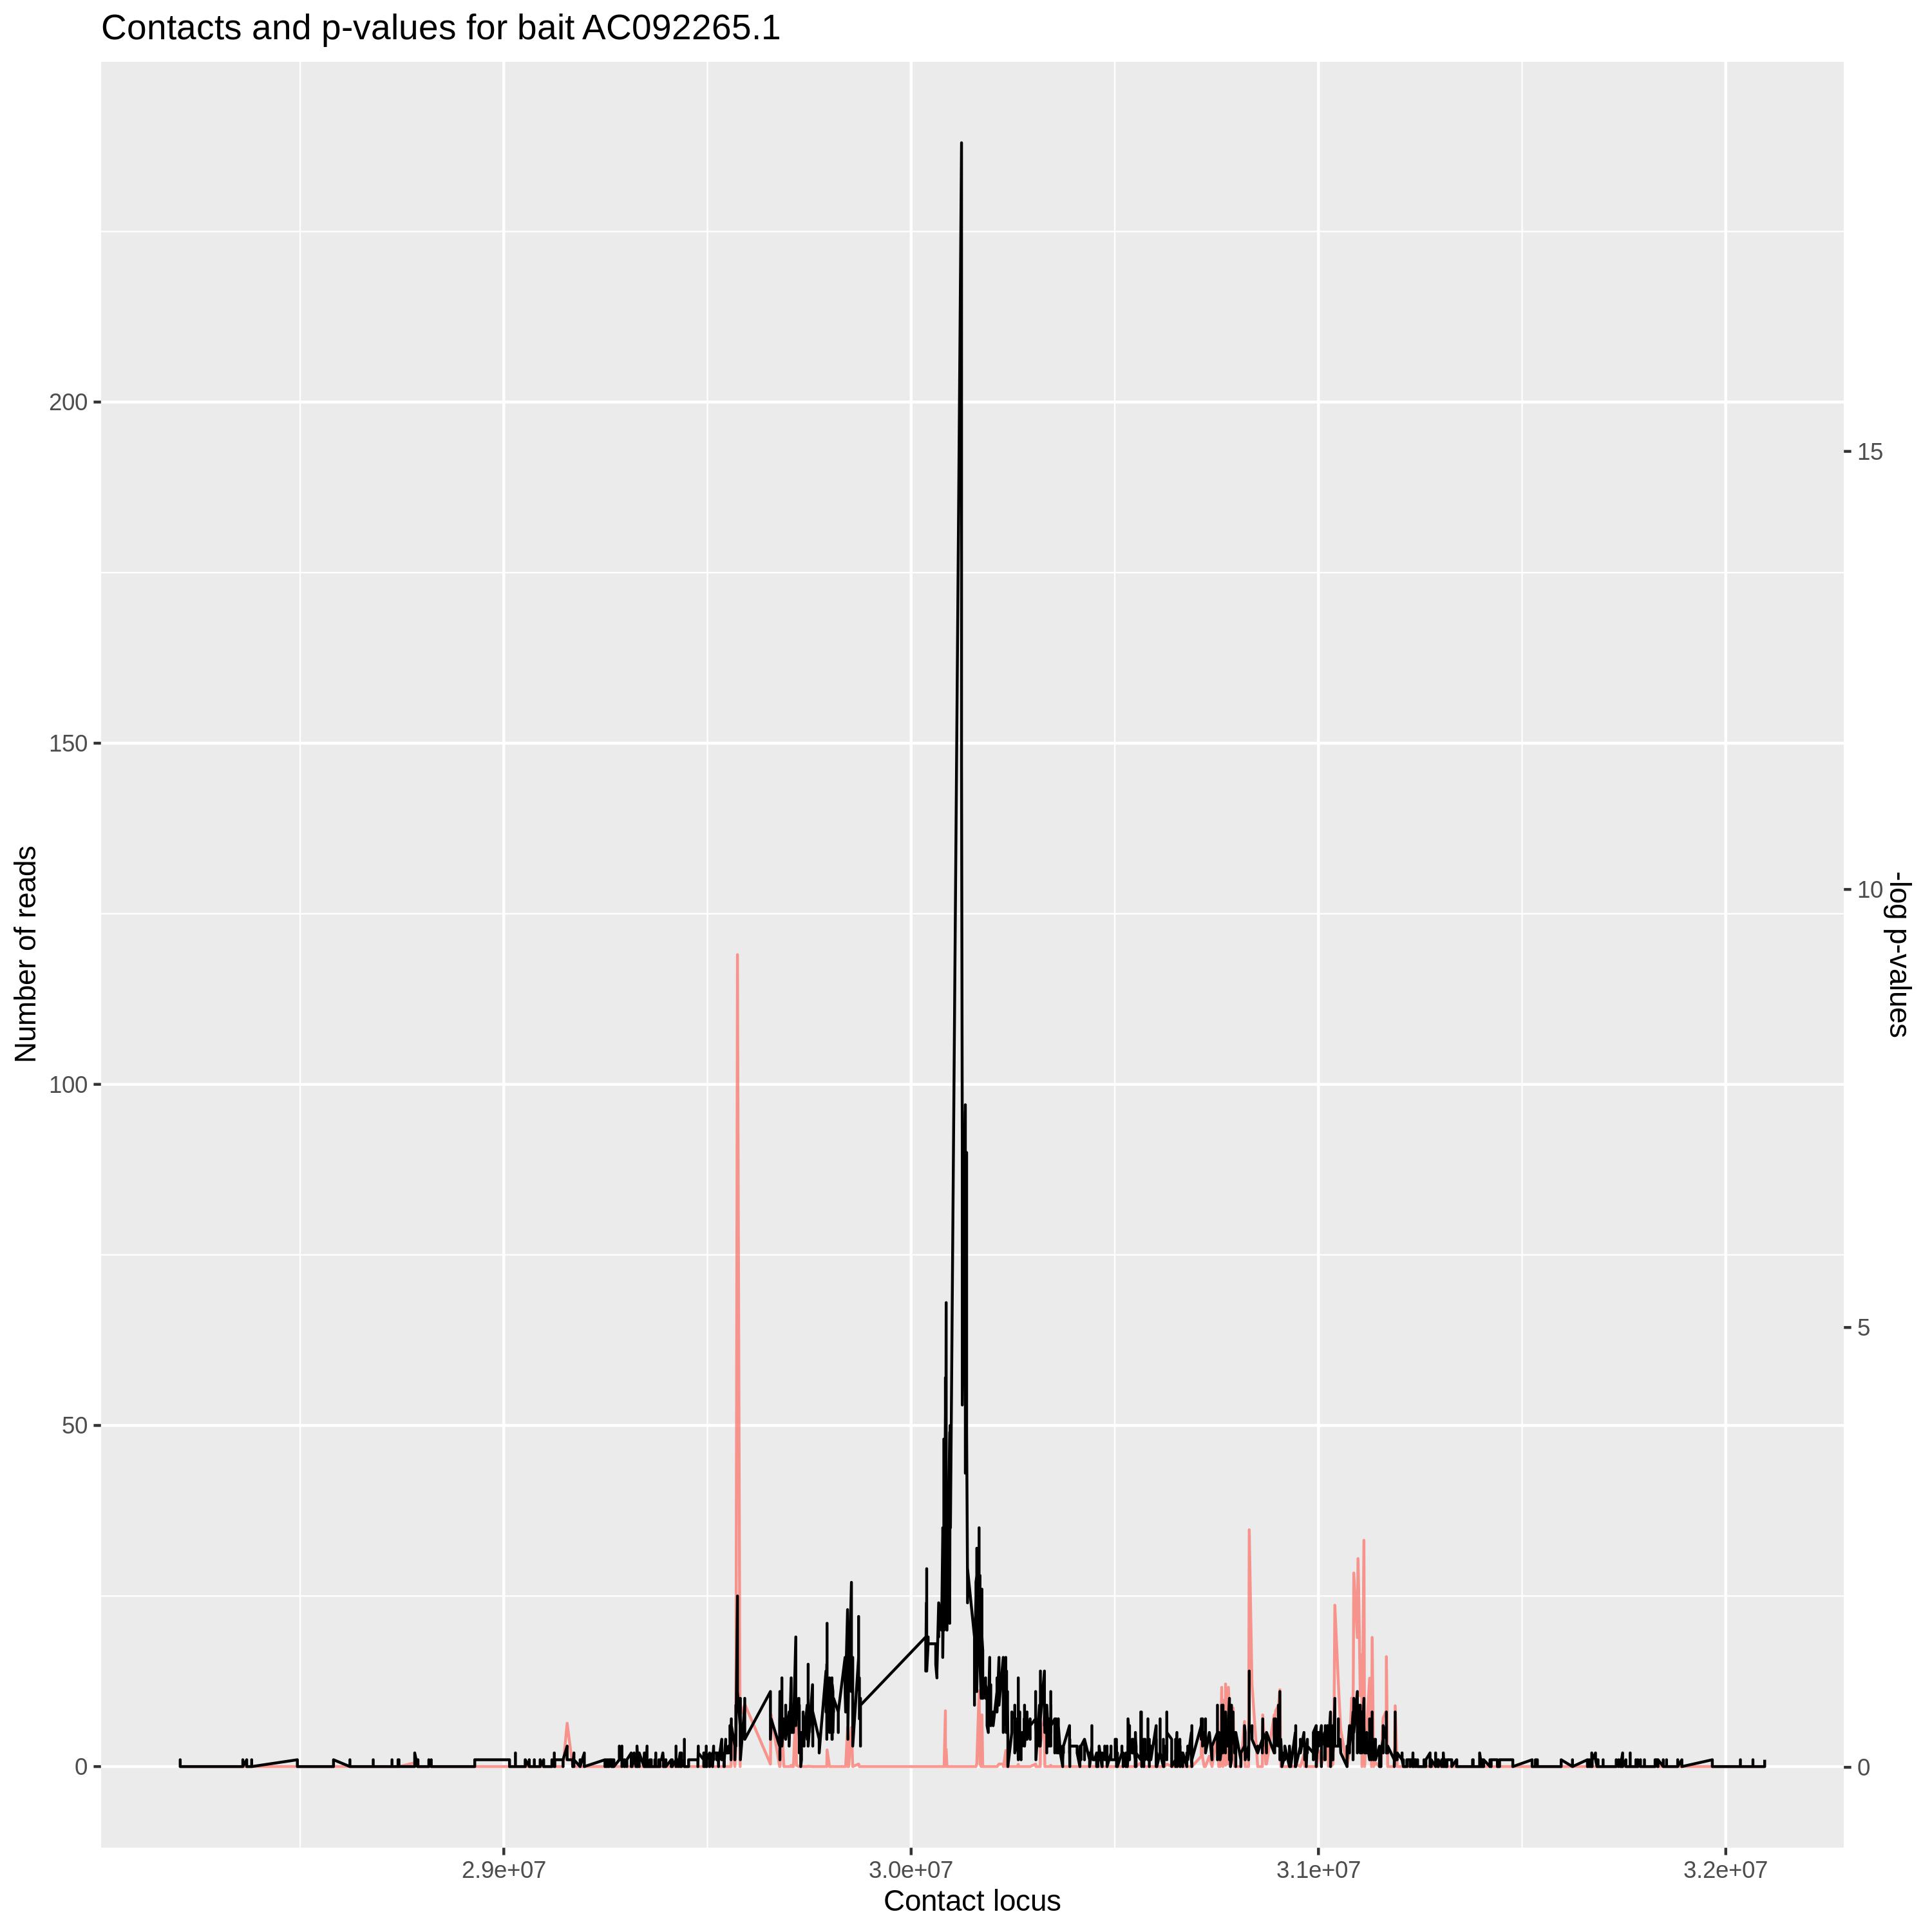 Contacts and p-values for bait AC092265.1
Number of reads
200
150
100
50
0
15
10
5
0
-log p-values
2.9e+07 3.0e+07 3.1e+07 3.2e+07
Contact locus